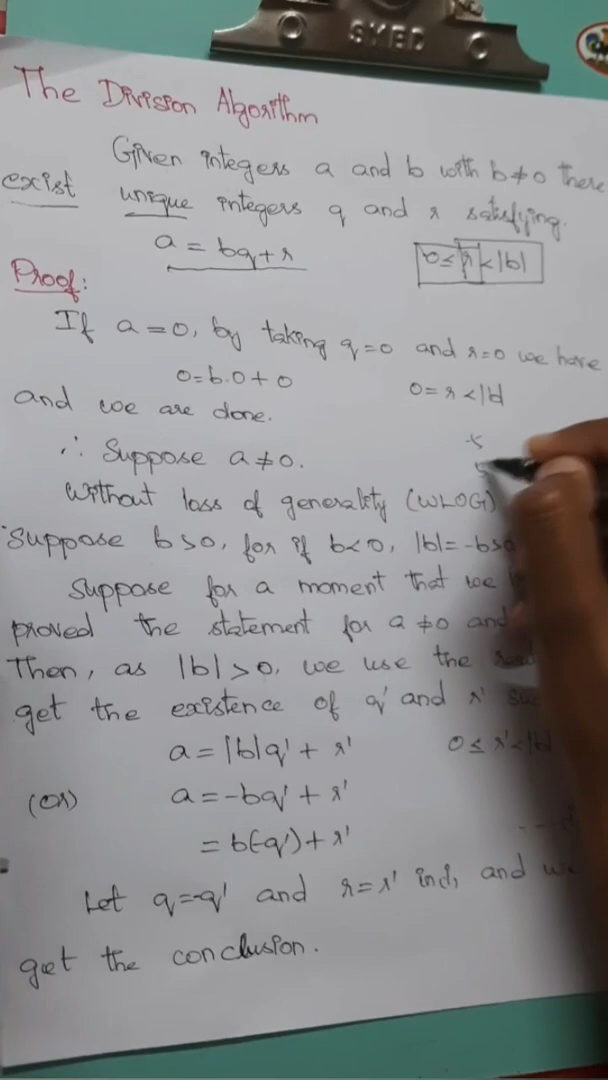 SMED
The Division Algorithm
Given integers a and b with b≠0 there
exist unique integers q and r satisfying.
a = bq+r 0≤r<|b|
Proof:
If a=0, by taking q=0 and r=0 we have
0=b.0+0 0=r<|b|
and we are done.
∴ Suppose a≠0.
Without loss of generality (WLOG)
Suppose b>0, for if b<0, |b|=-b>0
Suppose for a moment that we
proved the statement for a≠0 and
Then, as |b|>0, we use the
get the existence of q' and r'
a=|b|q'+r' 0≤r'<|b|
(or) a=-bq'+r'
=b(-q')+r'
Let q=-q' and r=r' and we
get the conclusion.